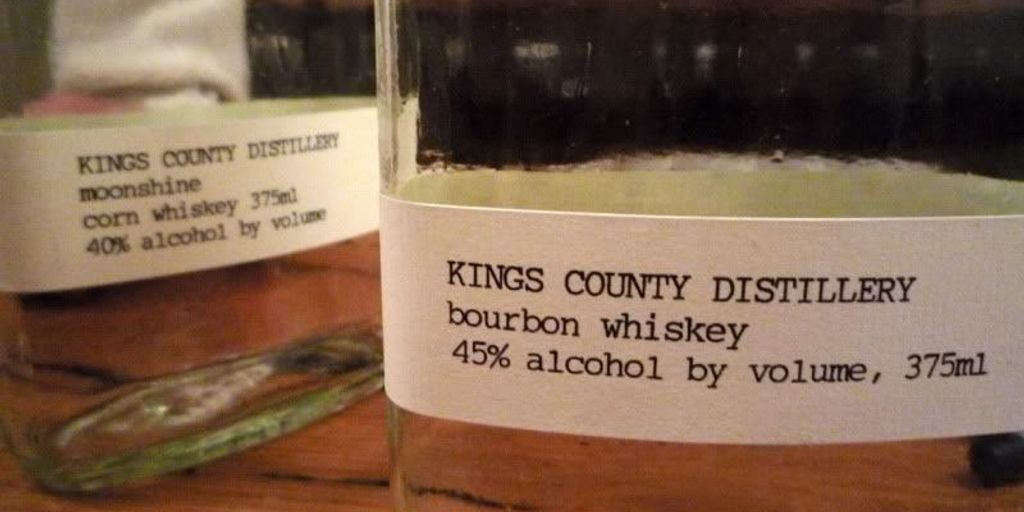 KINGS COUNTY DISTILLERY
moonshine
corn whiskey 375ml
40% alcohol by volume
KINGS COUNTY DISTILLERY
bourbon whiskey
45% alcohol by volume, 375ml